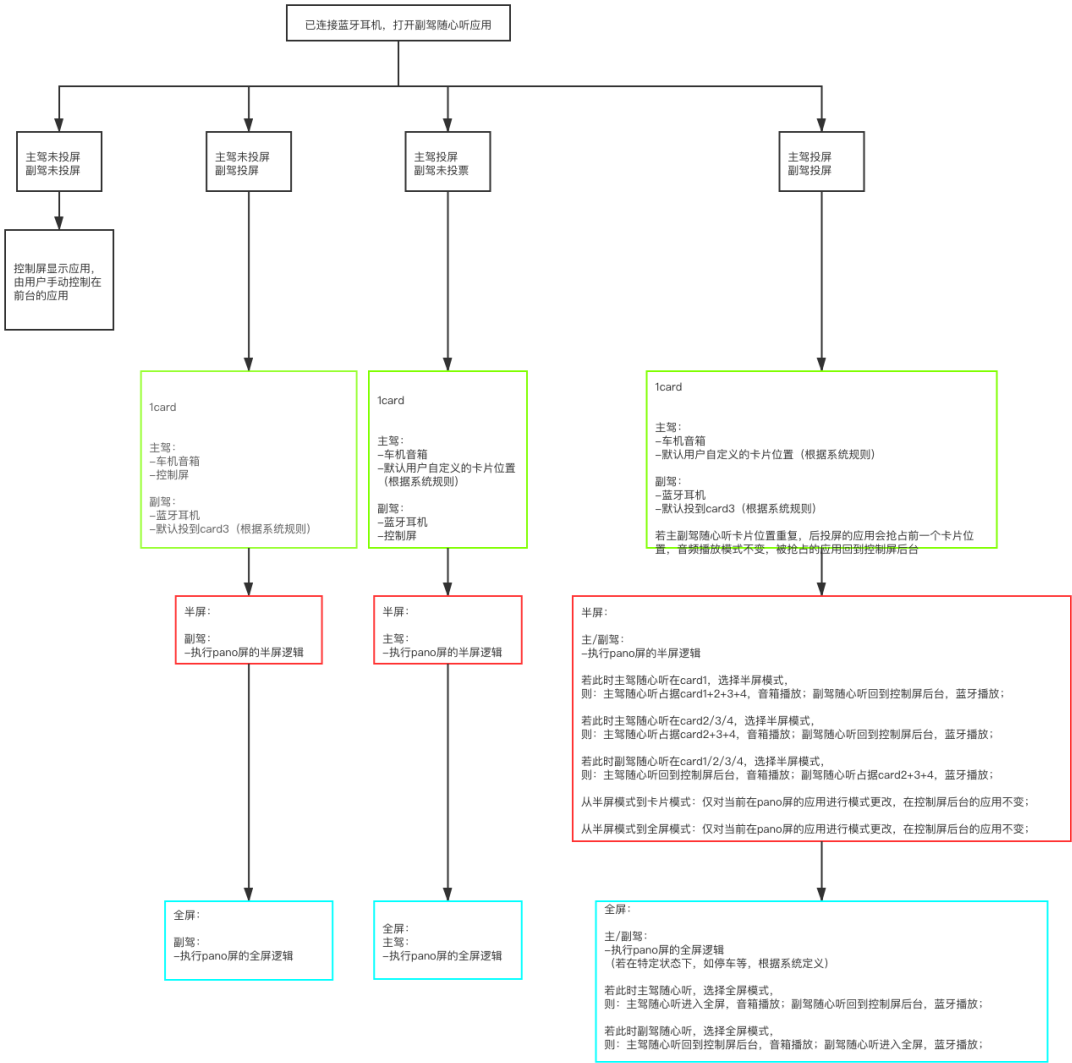 已连接蓝牙耳机，打开副驾随心听应用
主驾未投屏
副驾未投屏
主驾未投屏
副驾投屏
主驾投屏
副驾未投票
主驾投屏
副驾投屏
控制屏显示应用，
由用户手动控制在
前台的应用
1card
主驾：
-车机音箱
-控制屏
副驾：
-蓝牙耳机
-默认投到card3（根据系统规则）
1card
主驾：
-车机音箱
-默认用户自定义的卡片位置
（根据系统规则）
副驾：
-蓝牙耳机
-控制屏
1card
主驾：
-车机音箱
-默认用户自定义的卡片位置（根据系统规则）
副驾：
-蓝牙耳机
-默认投到card3（根据系统规则）
若主副驾随心听卡片位置重复，后投屏的应用会抢占前一个卡片位
置，音频播放模式不变，被抢占的应用回到控制屏后台
半屏：
副驾：
-执行pano屏的半屏逻辑
半屏：
主驾：
-执行pano屏的半屏逻辑
半屏：
主/副驾：
-执行pano屏的半屏逻辑
若此时主驾随心听在card1，选择半屏模式，
则：主驾随心听占据card1+2+3+4，音箱播放；副驾随心听回到控制屏后台，蓝牙播放；
若此时主驾随心听在card2/3/4，选择半屏模式，
则：主驾随心听占据card2+3+4，音箱播放；副驾随心听回到控制屏后台，蓝牙播放；
若此时副驾随心听在card1/2/3/4，选择半屏模式，
则：主驾随心听回到控制屏后台，音箱播放；副驾随心听占据card2+3+4，蓝牙播放；
从半屏模式到卡片模式：仅对当前在pano屏的应用进行模式更改，在控制屏后台的应用不变；
从半屏模式到全屏模式：仅对当前在pano屏的应用进行模式更改，在控制屏后台的应用不变；
全屏：
副驾：
-执行pano屏的全屏逻辑
全屏：
主驾：
-执行pano屏的全屏逻辑
全屏：
主/副驾：
-执行pano屏的全屏逻辑
（若在特定状态下，如停车等，根据系统定义）
若此时主驾随心听，选择全屏模式，
则：主驾随心听进入全屏，音箱播放；副驾随心听回到控制屏后台，蓝牙播放；
若此时副驾随心听，选择全屏模式，
则：主驾随心听回到控制屏后台，音箱播放；副驾随心听进入全屏，蓝牙播放；